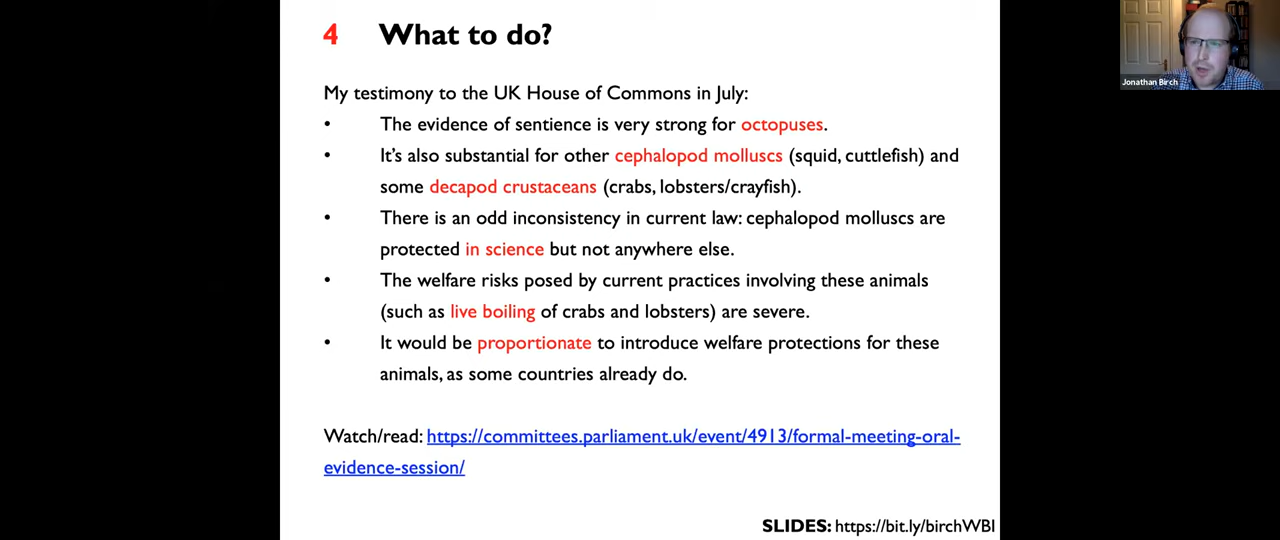 4 What to do?
Jonathan Birch
My testimony to the UK House of Commons in July:
• The evidence of sentience is very strong for octopuses.
• It’s also substantial for other cephalopod molluscs (squid, cuttlefish) and
some decapod crustaceans (crabs, lobsters/crayfish).
• There is an odd inconsistency in current law: cephalopod molluscs are
protected in science but not anywhere else.
• The welfare risks posed by current practices involving these animals
(such as live boiling of crabs and lobsters) are severe.
• It would be proportionate to introduce welfare protections for these
animals, as some countries already do.
Watch/read: https://committees.parliament.uk/event/4913/formal-meeting-oral-
evidence-session/
SLIDES: https://bit.ly/birchWBI